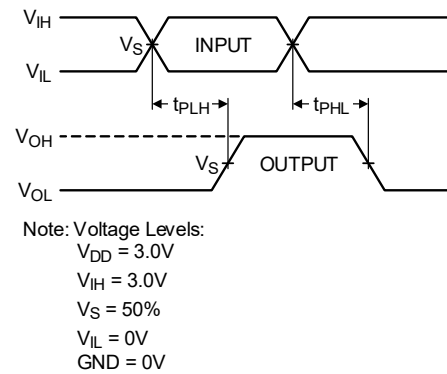 VIH
VS
INPUT
VIL
tPLH
tPHL
VOH
VS
OUTPUT
VOL
Note: Voltage Levels:
VDD = 3.0V
VIH = 3.0V
VS = 50%
VIL = 0V
GND = 0V